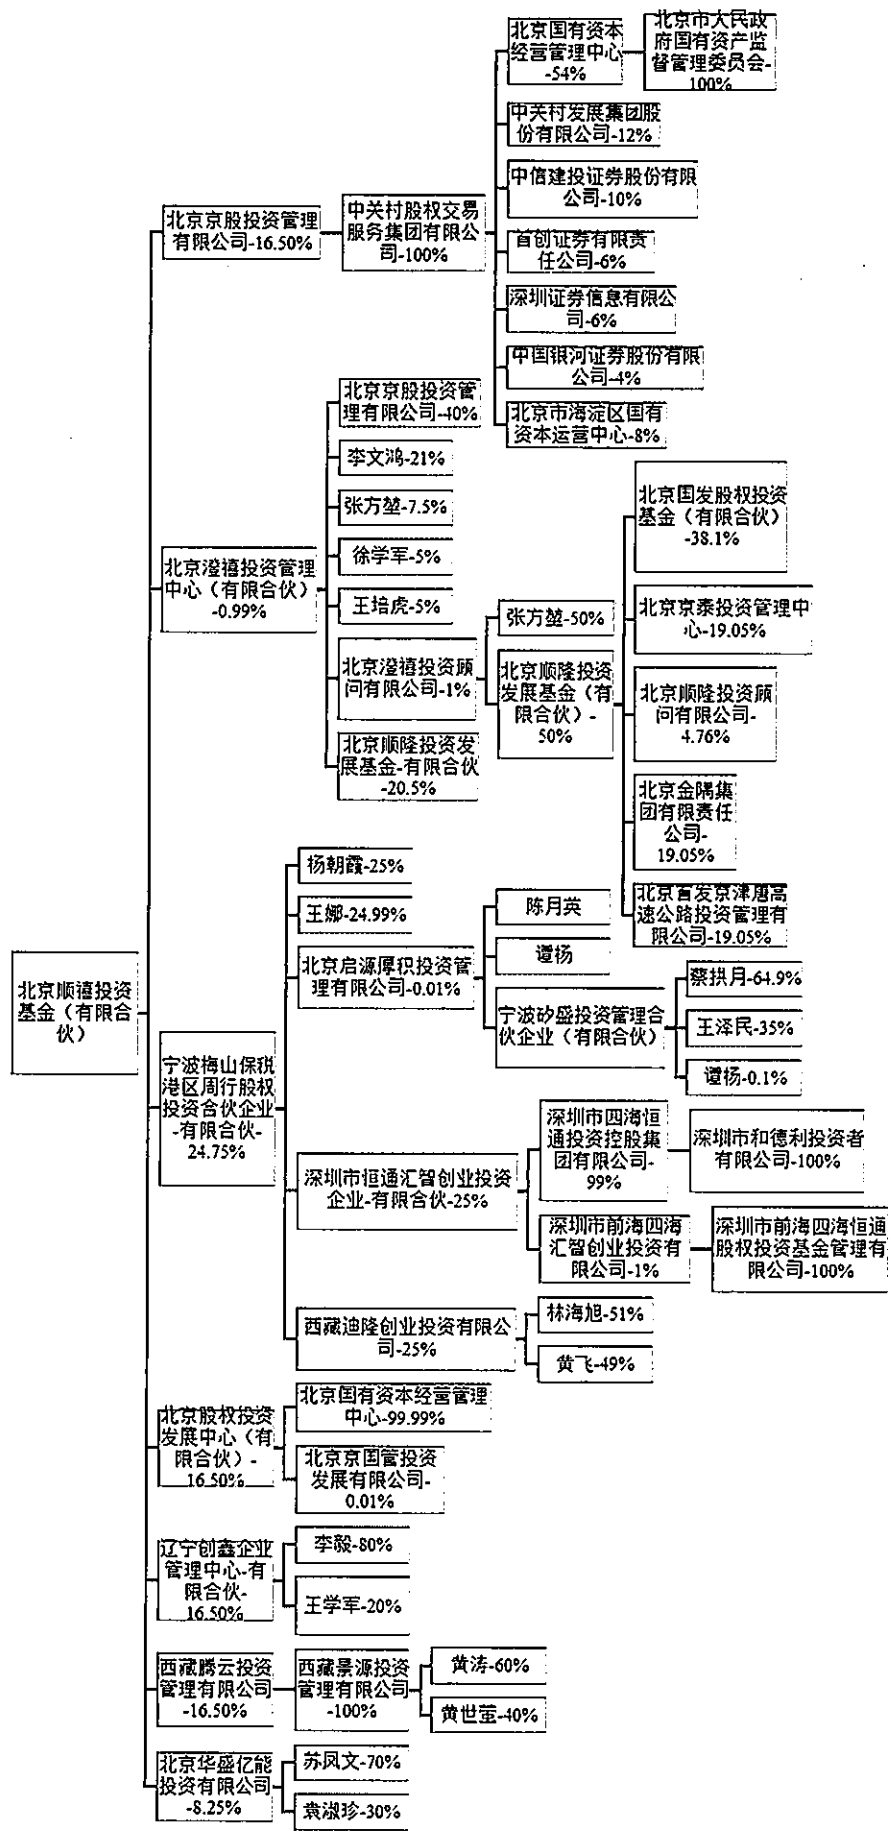 北京顺禧投资
基金（有限合
伙）
北京京股投资管理
有限公司-16.50%
中关村股权交易
服务集团有限公
司-100%
北京国有资本
经营管理中心
-54%
北京市人民政
府国有资产监
督管理委员会-
100%
中关村发展集团股
份有限公司-12%
中信建投证券股份有限
公司-10%
首创证券有限责
任公司-6%
深圳证券信息有限公
司-6%
中国银河证券股份有限
公司-4%
北京市海淀区国有
资本运营中心-8%
北京澄禧投资管理
中心（有限合伙）
-0.99%
北京京股投资管
理有限公司-40%
李文鸿-21%
张方堃-7.5%
徐学军-5%
王培虎-5%
北京澄禧投资顾
问有限公司-1%
张方堃-50%
北京顺隆投资
发展基金（有
限合伙）-
50%
北京国发股权投资
基金（有限合伙）
-38.1%
北京京泰投资管理中
心-19.05%
北京顺隆投资顾
问有限公司-
4.76%
北京金隅集
团有限责任
公司-
19.05%
北京首发京津唐高
速公路投资管理有
限公司-19.05%
北京顺隆投资发
展基金-有限合伙
-20.5%
宁波梅山保税
港区周行股权
投资合伙企业
-有限合伙-
24.75%
杨朝霞-25%
王娜-24.99%
北京启源厚积投资管
理有限公司-0.01%
陈月英
谭杨
宁波矽盛投资管理合
伙企业（有限合伙）
蔡拱月-64.9%
王泽民-35%
谭杨-0.1%
深圳市恒通汇智创业投资
企业-有限合伙-25%
深圳市四海恒
通投资控股集
团有限公司-
99%
深圳市和德利投资者
有限公司-100%
深圳市前海四海
汇智创业投资有
限公司-1%
深圳市前海四海恒通
股权投资基金管理有
限公司-100%
西藏迪隆创业投资有限公
司-25%
林海旭-51%
黄飞-49%
北京股权投资
发展中心（有
限合伙）-
16.50%
北京国有资本经营管理
中心-99.99%
北京京国管投资
发展有限公司-
0.01%
辽宁创鑫企业
管理中心-有
限合伙-
16.50%
李毅-80%
王学军-20%
西藏腾云投资
管理有限公司
-16.50%
西藏景源投资
管理有限公司
-100%
黄涛-60%
黄世荧-40%
北京华盛亿能
投资有限公司
-8.25%
苏凤文-70%
袁淑珍-30%